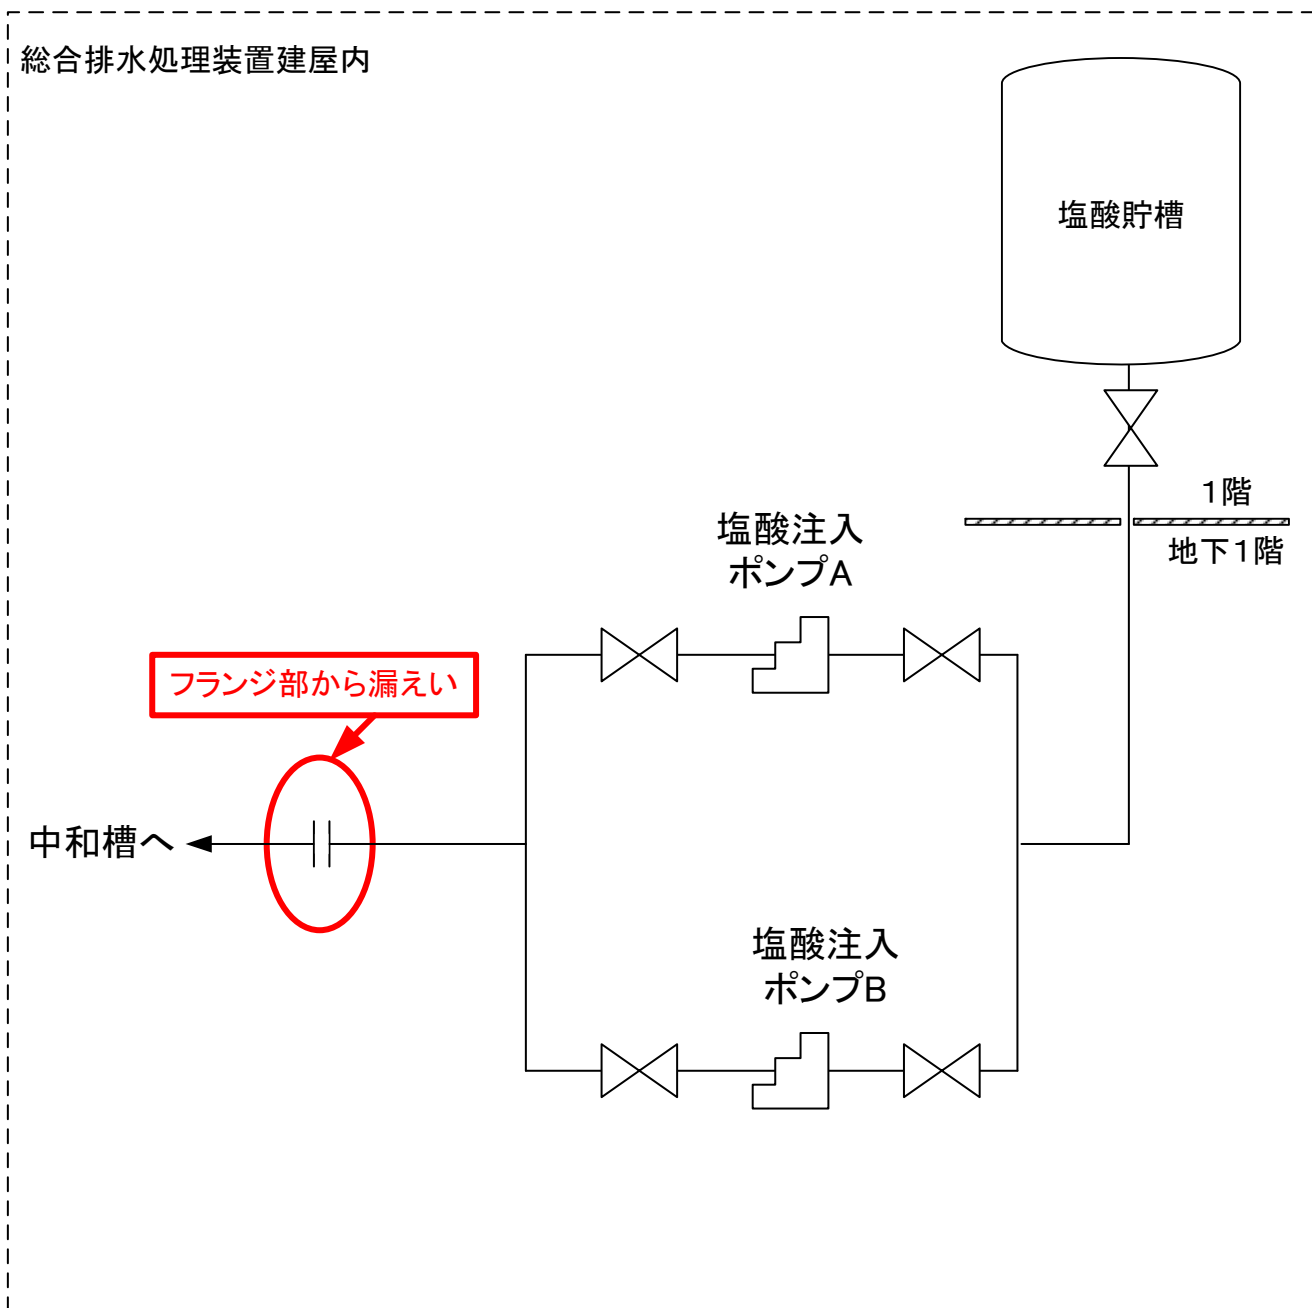 総合排水処理装置建屋内
塩酸貯槽
1階
地下1階
塩酸注入
ポンプA
フランジ部から漏えい
中和槽へ
塩酸注入
ポンプB